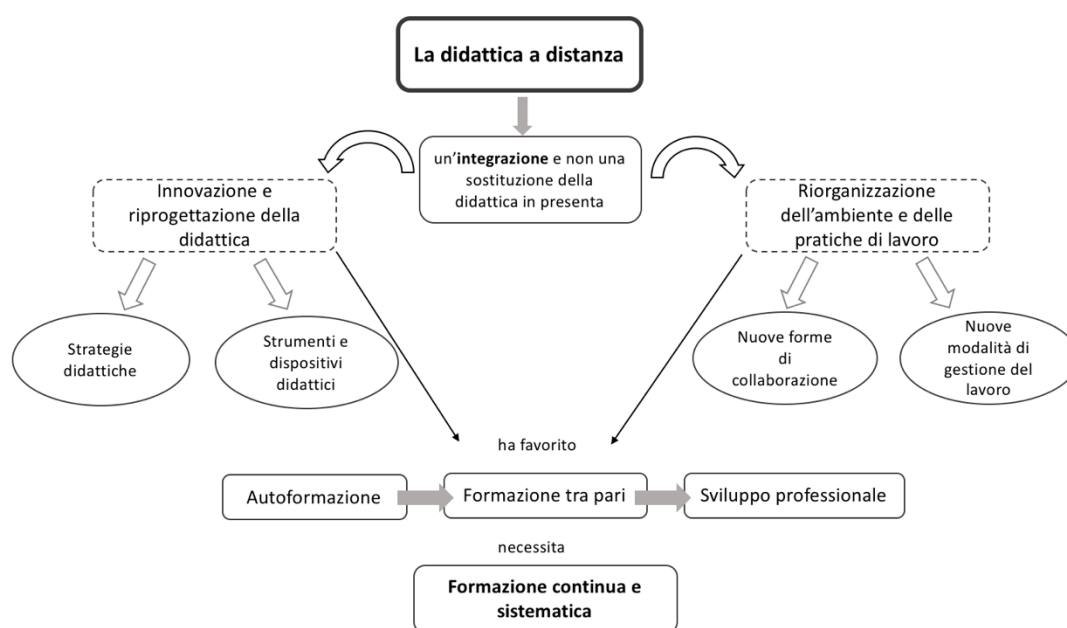 La didattica a distanza
un'integrazione e non una
sostituzione della
didattica in presenta
Innovazione e
riprogettazione della
didattica
Riorganizzazione
dell'ambiente e delle
pratiche di lavoro
Strategie
didattiche
Strumenti e
dispositivi
didattici
Nuove forme
di
collaborazione
Nuove
modalità di
gestione del
lavoro
ha favorito
Autoformazione
Formazione tra pari
Sviluppo professionale
necessita
Formazione continua e
sistematica